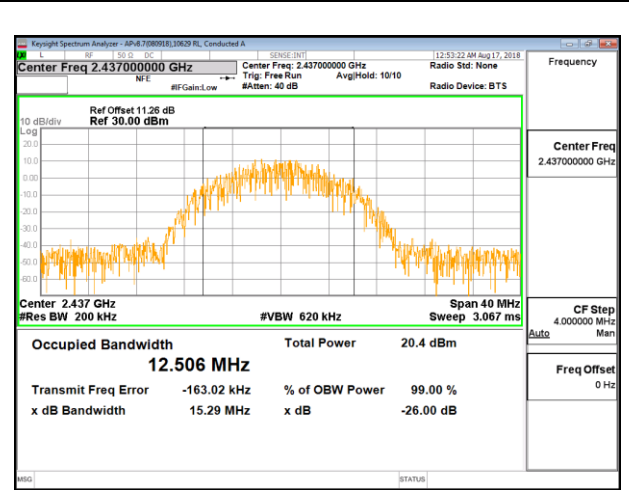 Keysight Spectrum Analyzer - APv8.7(080918),10629 RL, Conducted A
L RF 50 Ω DC SENSE:INT 12:53:22 AM Aug 17, 2018
Center Freq 2.437000000 GHz Center Freq: 2.437000000 GHz Radio Std: None Frequency
NFE Trig: Free Run Avg|Hold: 10/10
#IFGain:Low #Atten: 40 dB Radio Device: BTS
Ref Offset 11.26 dB
10 dB/div Ref 30.00 dBm
Log
20.0
10.0
0.00
-10.0
-20.0
-30.0
-40.0
-50.0
-60.0
Center Freq
2.437000000 GHz
Center 2.437 GHz Span 40 MHz
#Res BW 200 kHz #VBW 620 kHz Sweep 3.067 ms
CF Step
4.000000 MHz
Auto Man
Occupied Bandwidth Total Power 20.4 dBm
12.506 MHz
Transmit Freq Error -163.02 kHz % of OBW Power 99.00 %
x dB Bandwidth 15.29 MHz x dB -26.00 dB
Freq Offset
0 Hz
MSG STATUS